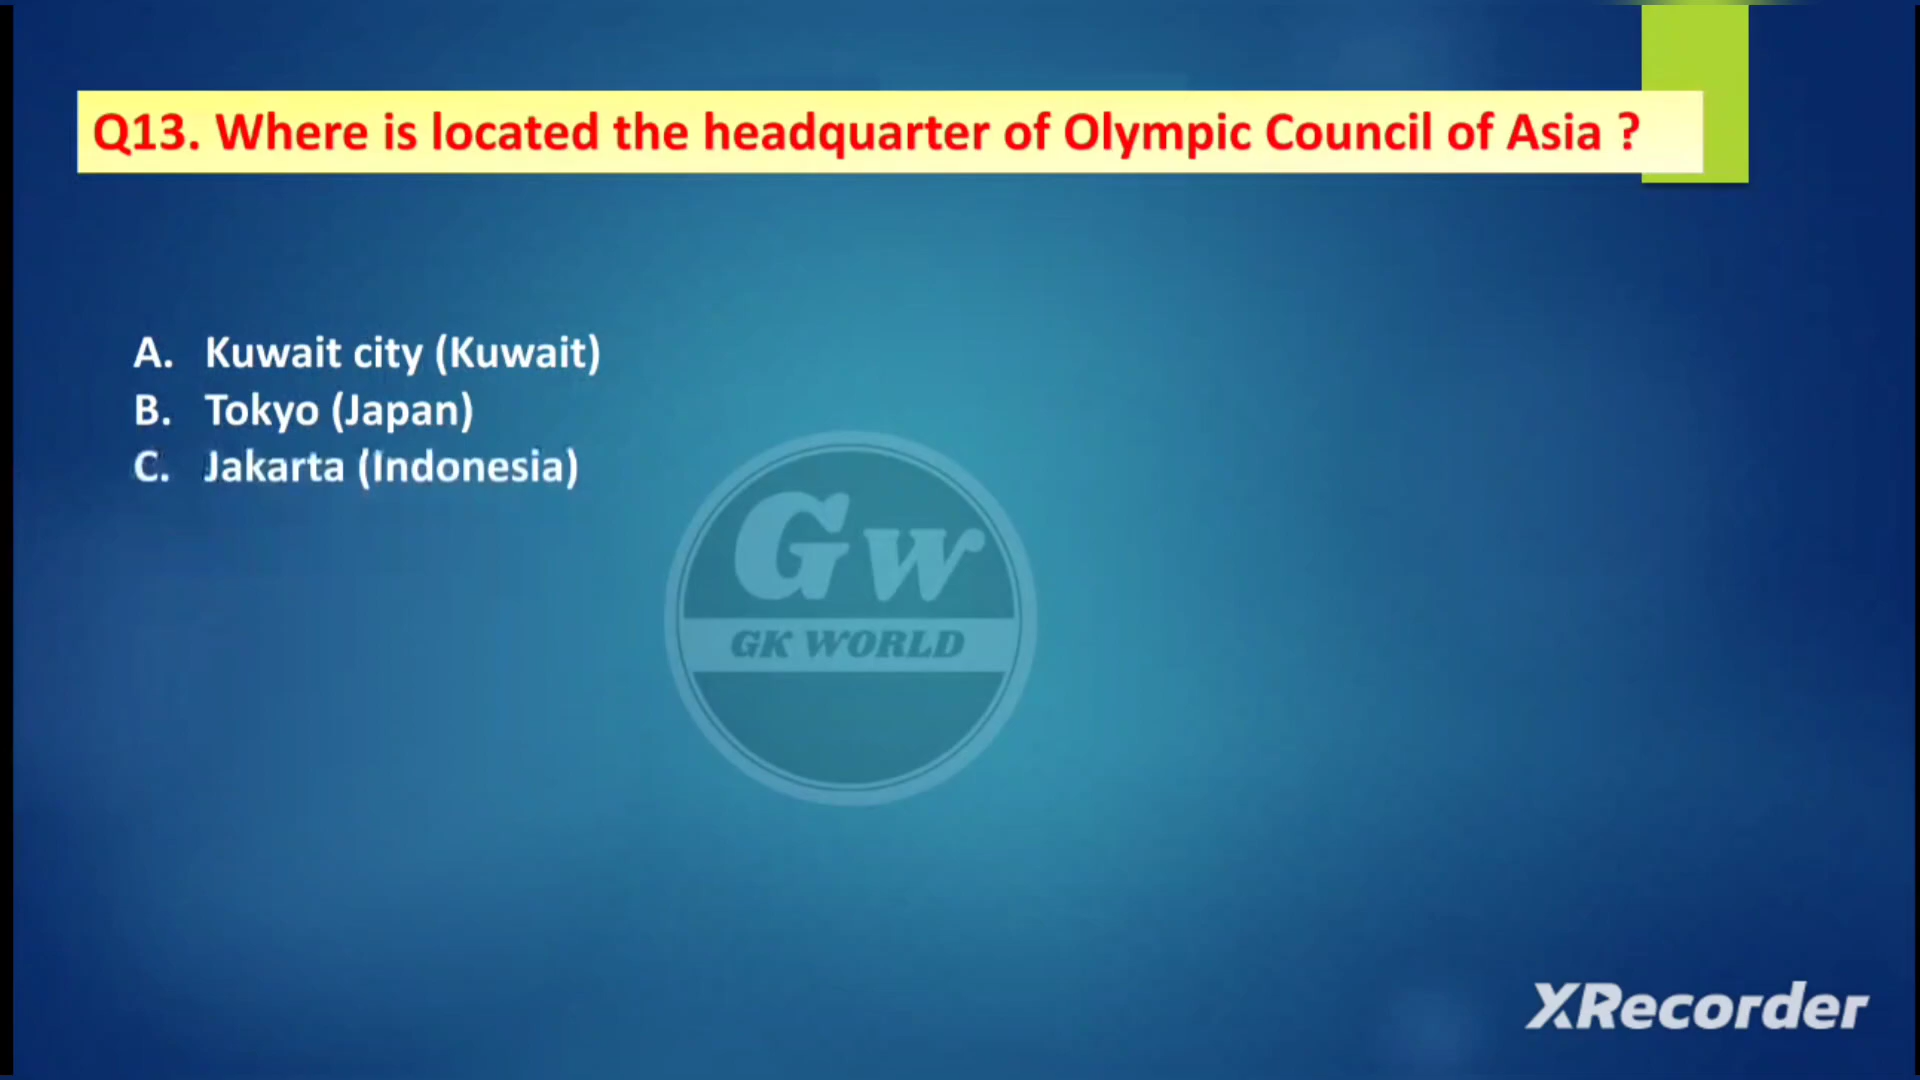 Q13. Where is located the headquarter of Olympic Council of Asia ?
A. Kuwait city (Kuwait)
B. Tokyo (Japan)
C. Jakarta (Indonesia)
GW
GK WORLD
XRecorder